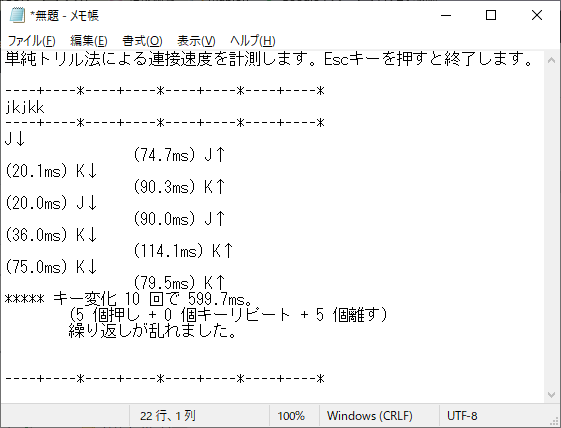 *無題 - メモ帳
ファイル(F) 編集(E) 書式(O) 表示(V) ヘルプ(H)
単純トリル法による連接速度を計測します。Escキーを押すと終了します。
----+----*----+----*----+----*----+----*
jkjkk
----+----*----+----*----+----*----+----*
J↓
(74.7ms) J↑
(20.1ms) K↓
(90.3ms) K↑
(20.0ms) J↓
(90.0ms) J↑
(36.0ms) K↓
(114.1ms) K↑
(75.0ms) K↓
(79.5ms) K↑
***** キー変化 10 回で 599.7ms。
(5 個押し + 0 個キーリピート + 5 個離す)
繰り返しが乱れました。
----+----*----+----*----+----*----+----*
22 行、1 列 100% Windows (CRLF) UTF-8